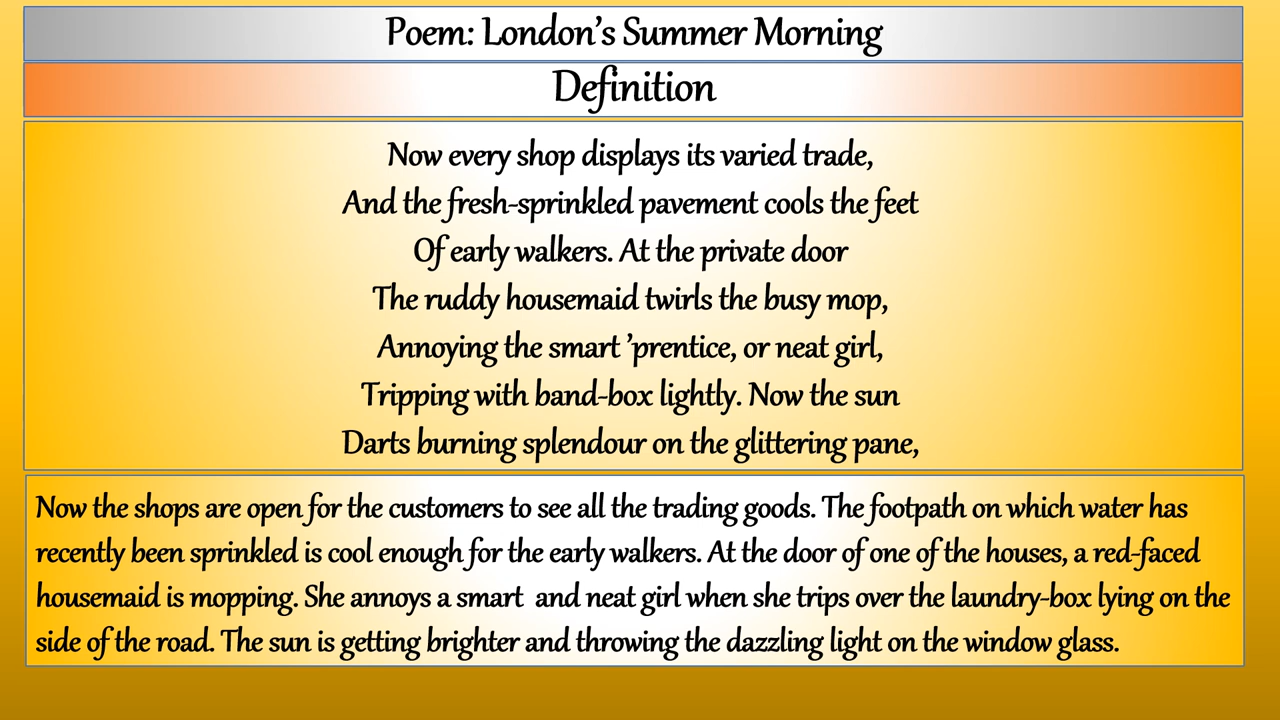 Poem: London’s Summer Morning
Definition
Now every shop displays its varied trade,
And the fresh-sprinkled pavement cools the feet
Of early walkers. At the private door
The ruddy housemaid twirls the busy mop,
Annoying the smart ’prentice, or neat girl,
Tripping with band-box lightly. Now the sun
Darts burning splendour on the glittering pane,
Now the shops are open for the customers to see all the trading goods. The footpath on which water has
recently been sprinkled is cool enough for the early walkers. At the door of one of the houses, a red-faced
housemaid is mopping. She annoys a smart  and neat girl when she trips over the laundry-box lying on the
side of the road. The sun is getting brighter and throwing the dazzling light on the window glass.